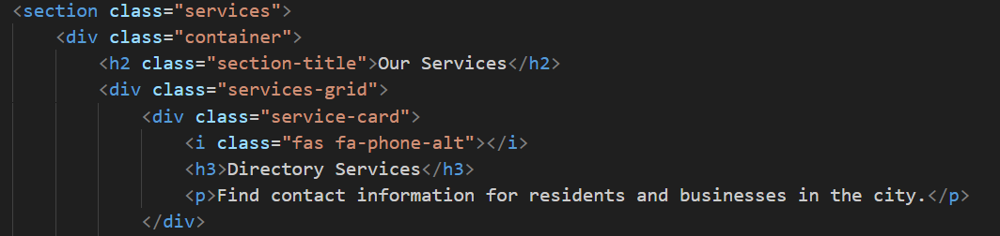 <section class="services">
<div class="container">
<h2 class="section-title">Our Services</h2>
<div class="services-grid">
<div class="service-card">
<i class="fas fa-phone-alt"></i>
<h3>Directory Services</h3>
<p>Find contact information for residents and businesses in the city.</p>
</div>